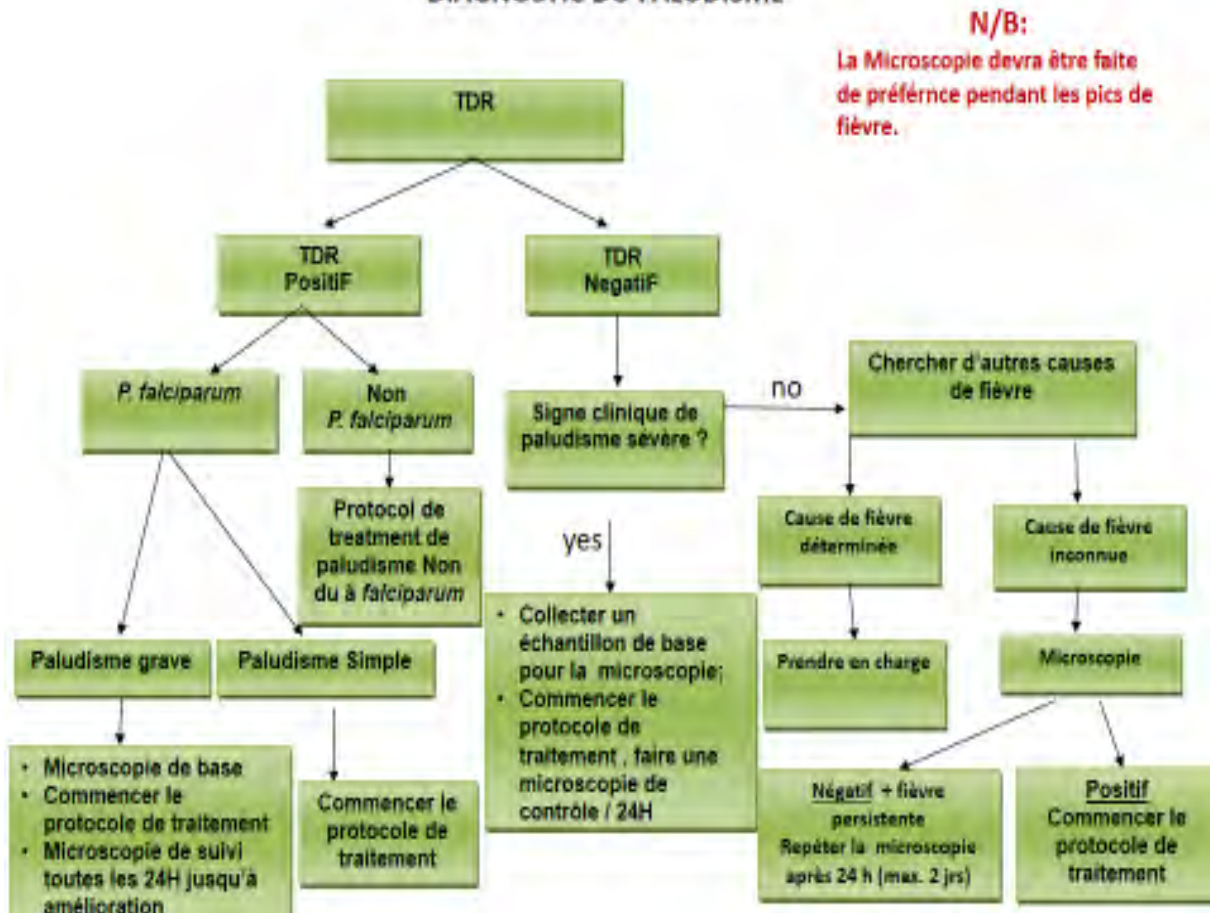 N/B:
La Microscopie devra être faite
de préférnce pendant les pics de
fièvre.
TDR
TDR
PositiF
TDR
NegatiF
P. falciparum
Non
P. falciparum
Signe clinique de
paludisme sévère ?
no
Chercher d'autres causes
de fièvre
Protocol de
treatment de
paludisme Non
du à falciparum
yes
Cause de fièvre
déterminée
Cause de fièvre
inconnue
Paludisme grave
Paludisme Simple
• Collecter un
échantillon de base
pour la microscopie;
• Commencer le
protocole de
traitement , faire une
microscopie de
contrôle / 24H
Prendre en charge
Microscopie
• Microscopie de base
• Commencer le
protocole de traitement
• Microscopie de suivi
toutes les 24H jusqu'à
amélioration
Commencer le
protocole de
traitement
Négatif + fièvre
persistente
Repéter la microscopie
après 24 h (max. 2 jrs)
Positif
Commencer le
protocole de
traitement